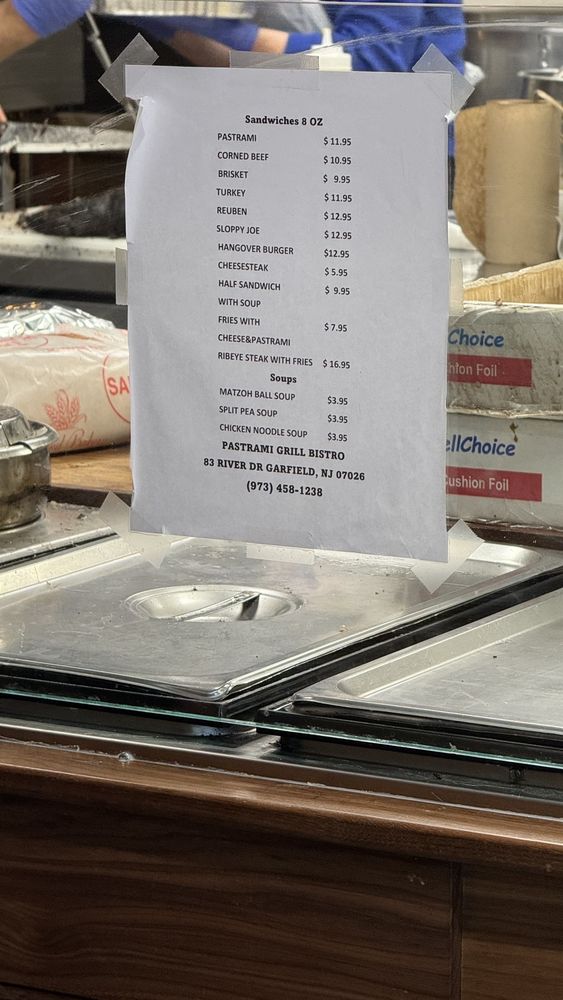 Sandwiches 8 OZ
PASTRAMI $ 11.95
CORNED BEEF $ 10.95
BRISKET $ 9.95
TURKEY $ 11.95
REUBEN $ 12.95
SLOPPY JOE $ 12.95
HANGOVER BURGER $12.95
CHEESESTEAK $ 5.95
HALF SANDWICH $ 9.95
WITH SOUP
FRIES WITH $ 7.95
CHEESE&PASTRAMI
RIBEYE STEAK WITH FRIES $ 16.95
Soups
MATZOH BALL SOUP $3.95
SPLIT PEA SOUP $3.95
CHICKEN NOODLE SOUP $3.95
PASTRAMI GRILL BISTRO
83 RIVER DR GARFIELD, NJ 07026
(973) 458-1238
Choice
Foil
SA
llChoice
ushion Foil